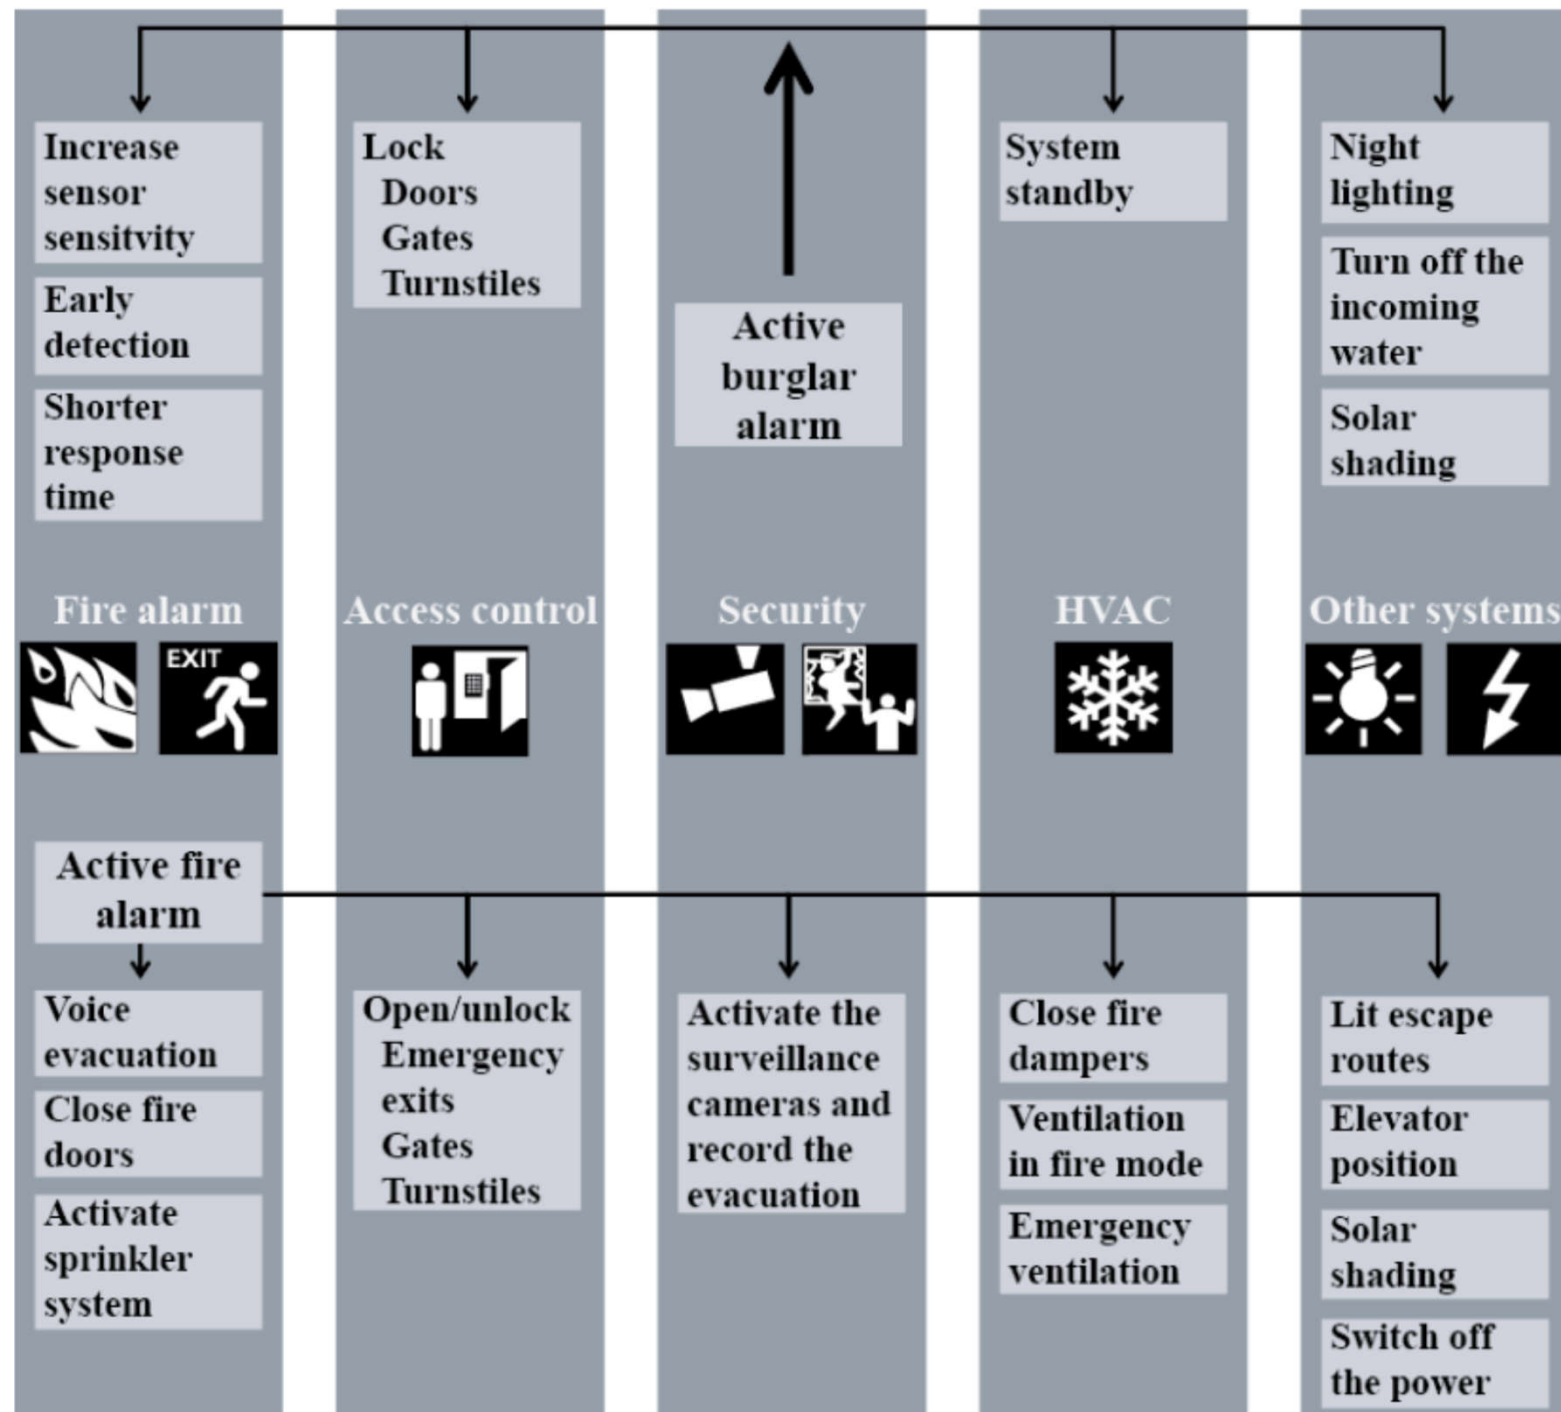 Increase
sensor
sensitvity
Early
detection
Shorter
response
time
Lock
Doors
Gates
Turnstiles
Active
burglar
alarm
System
standby
Night
lighting
Turn off the
incoming
water
Solar
shading
Fire alarm
Access control
Security
HVAC
Other systems
EXIT
Active fire
alarm
Voice
evacuation
Close fire
doors
Activate
sprinkler
system
Open/unlock
Emergency
exits
Gates
Turnstiles
Activate the
surveillance
cameras and
record the
evacuation
Close fire
dampers
Ventilation
in fire mode
Emergency
ventilation
Lit escape
routes
Elevator
position
Solar
shading
Switch off
the power